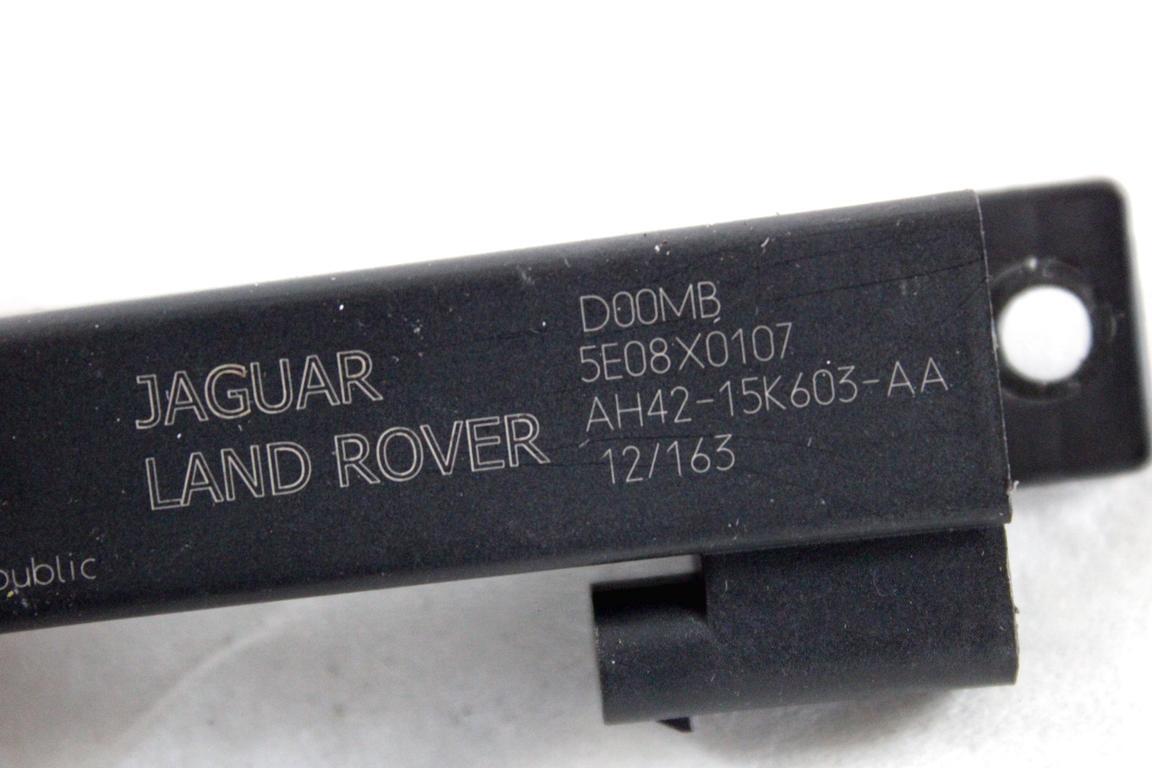 JAGUAR
LAND ROVER
D00MB
5E08X0107
AH42-15K603-AA
12/163